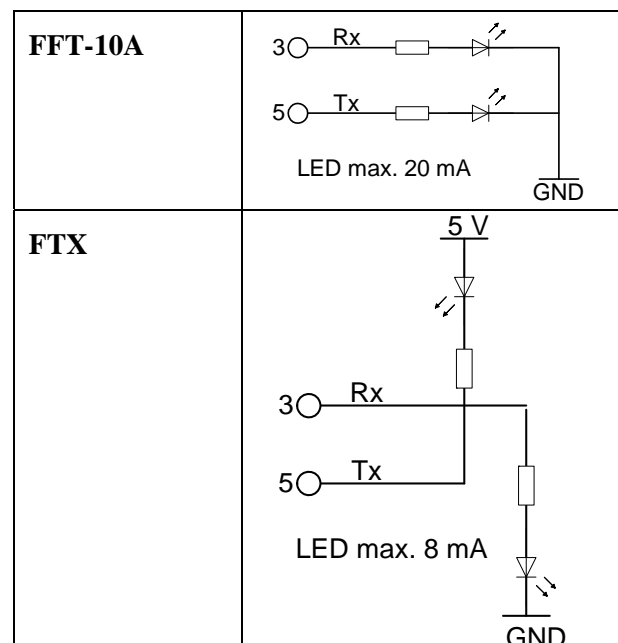 FFT-10A
3 Rx
5 Tx
LED max. 20 mA
GND
FTX
5 V
3 Rx
5 Tx
LED max. 8 mA
GND